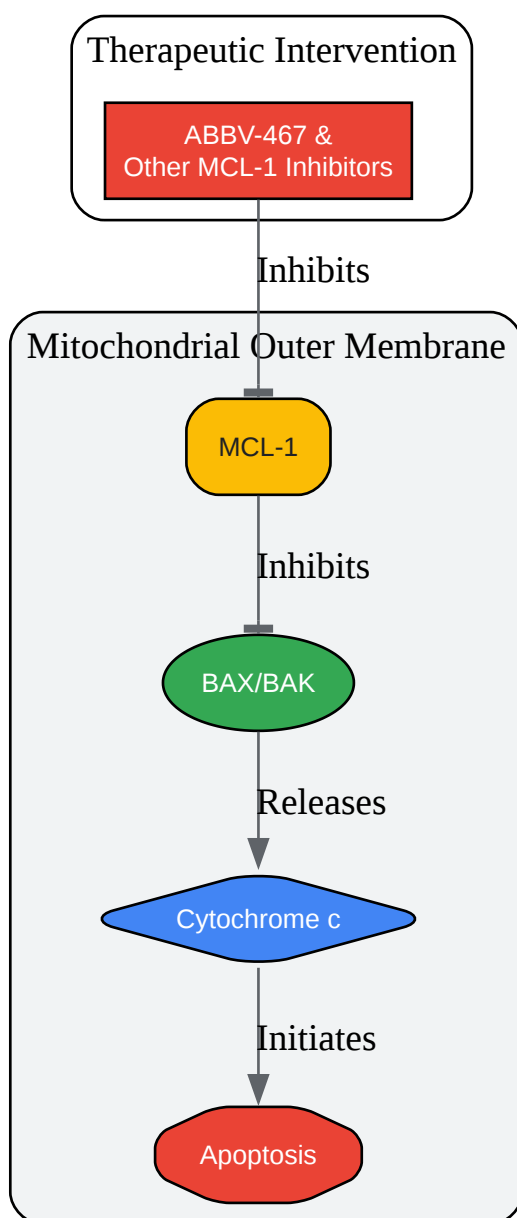 Therapeutic Intervention
ABBV-467 &
Other MCL-1 Inhibitors
Inhibits
Mitochondrial Outer Membrane
MCL-1
Inhibits
BAX/BAK
Releases
Cytochrome c
Initiates
Apoptosis